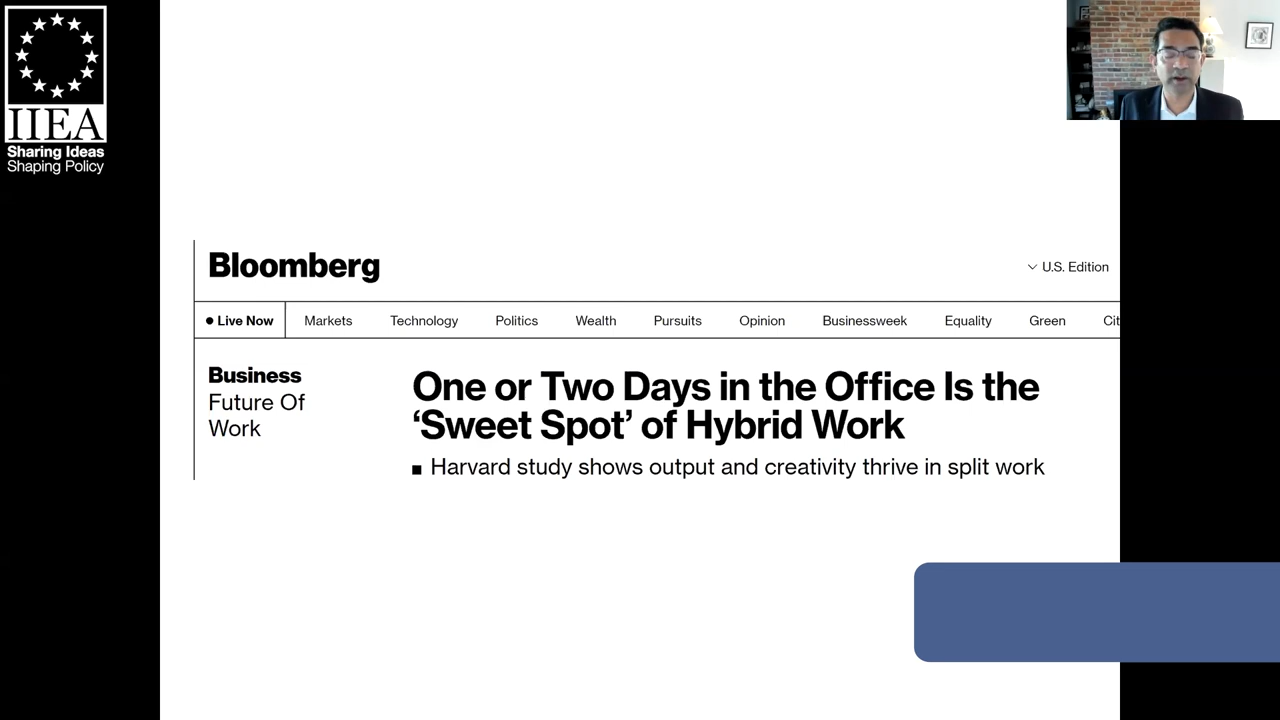 IIEA
Sharing Ideas
Shaping Policy
Bloomberg
U.S. Edition
Live Now Markets Technology Politics Wealth Pursuits Opinion Businessweek Equality Green Cit
Business
Future Of
Work
One or Two Days in the Office Is the
‘Sweet Spot’ of Hybrid Work
Harvard study shows output and creativity thrive in split work